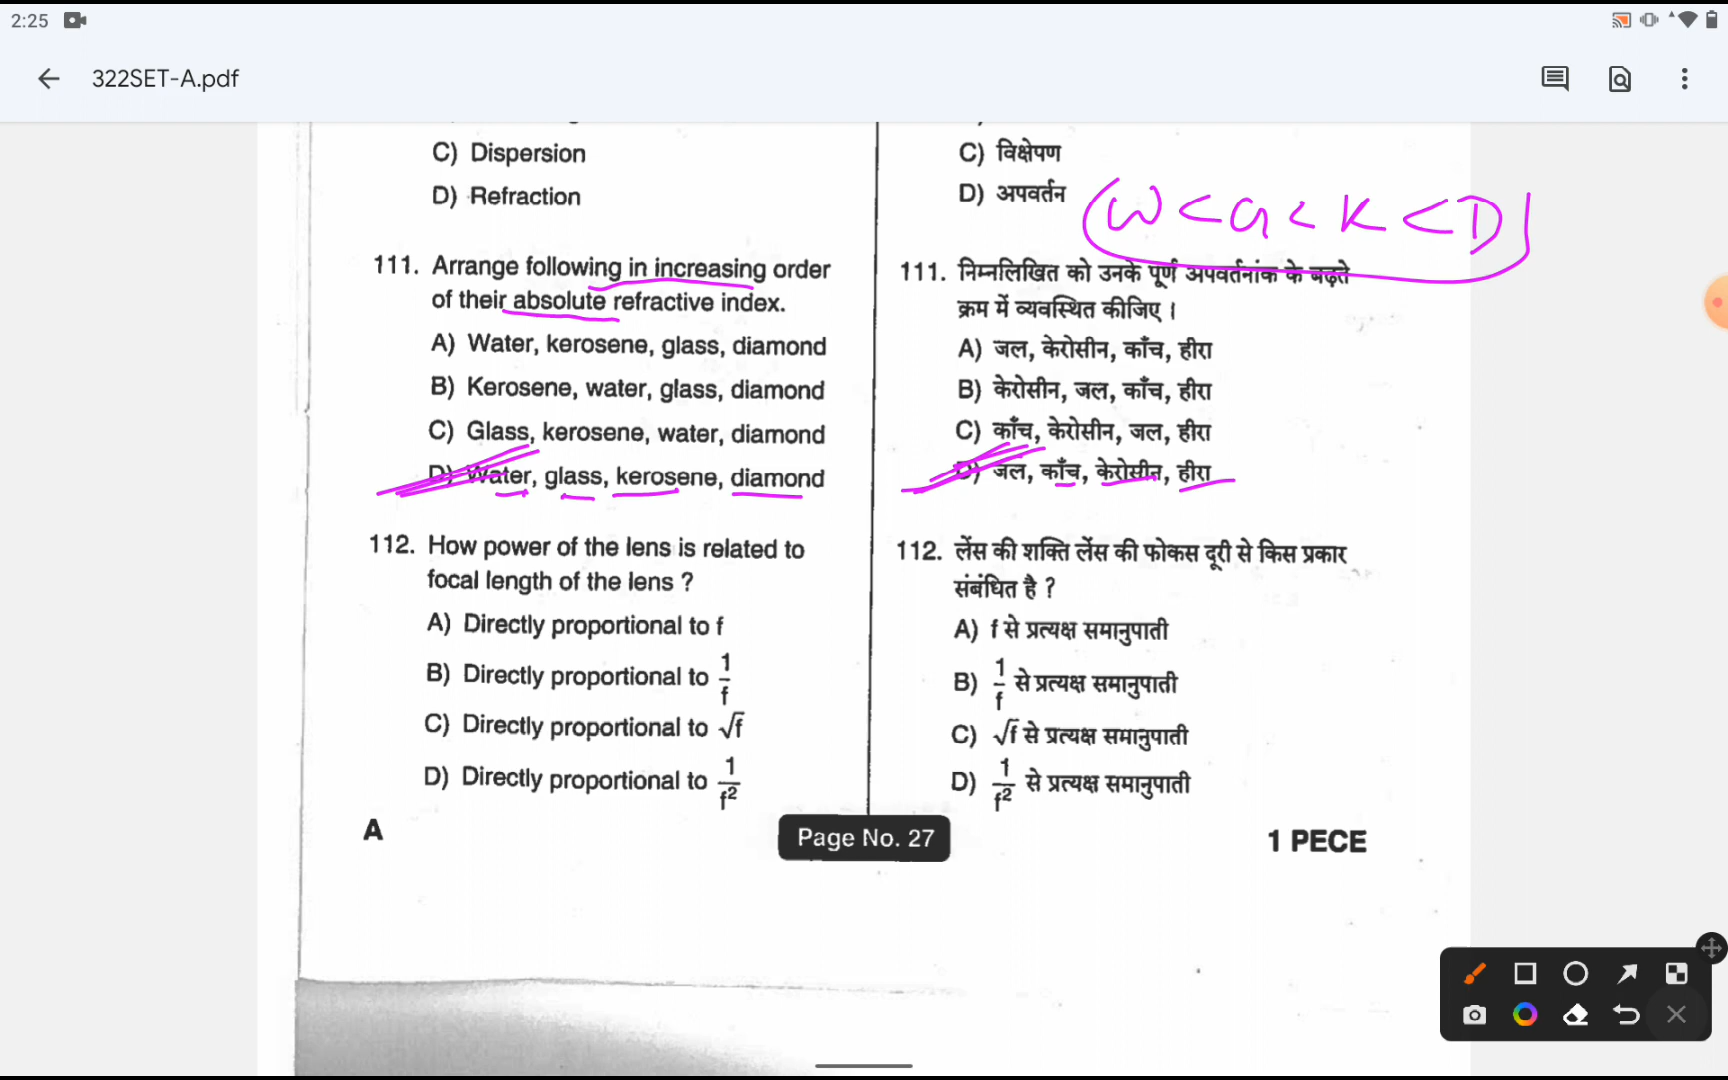 2:25
322SET-A.pdf
C) Dispersion
D) Refraction
111. Arrange following in increasing order
of their absolute refractive index.
A) Water, kerosene, glass, diamond
B) Kerosene, water, glass, diamond
C) Glass, kerosene, water, diamond
D) Water, glass, kerosene, diamond
112. How power of the lens is related to
focal length of the lens ?
A) Directly proportional to f
B) Directly proportional to 1/f
C) Directly proportional to √f
D) Directly proportional to 1/f²
A
C) विक्षेपण
D) अपवर्तन
(W < G < K < D)
111. निम्नलिखित को उनके पूर्ण अपवर्तनांक के बढ़ते
क्रम में व्यवस्थित कीजिए ।
A) जल, केरोसीन, काँच, हीरा
B) केरोसीन, जल, काँच, हीरा
C) काँच, केरोसीन, जल, हीरा
D) जल, काँच, केरोसीन, हीरा
112. लेंस की शक्ति लेंस की फोकस दूरी से किस प्रकार
संबंधित है ?
A) f से प्रत्यक्ष समानुपाती
B) 1/f से प्रत्यक्ष समानुपाती
C) √f से प्रत्यक्ष समानुपाती
D) 1/f² से प्रत्यक्ष समानुपाती
Page No. 27
1 PECE